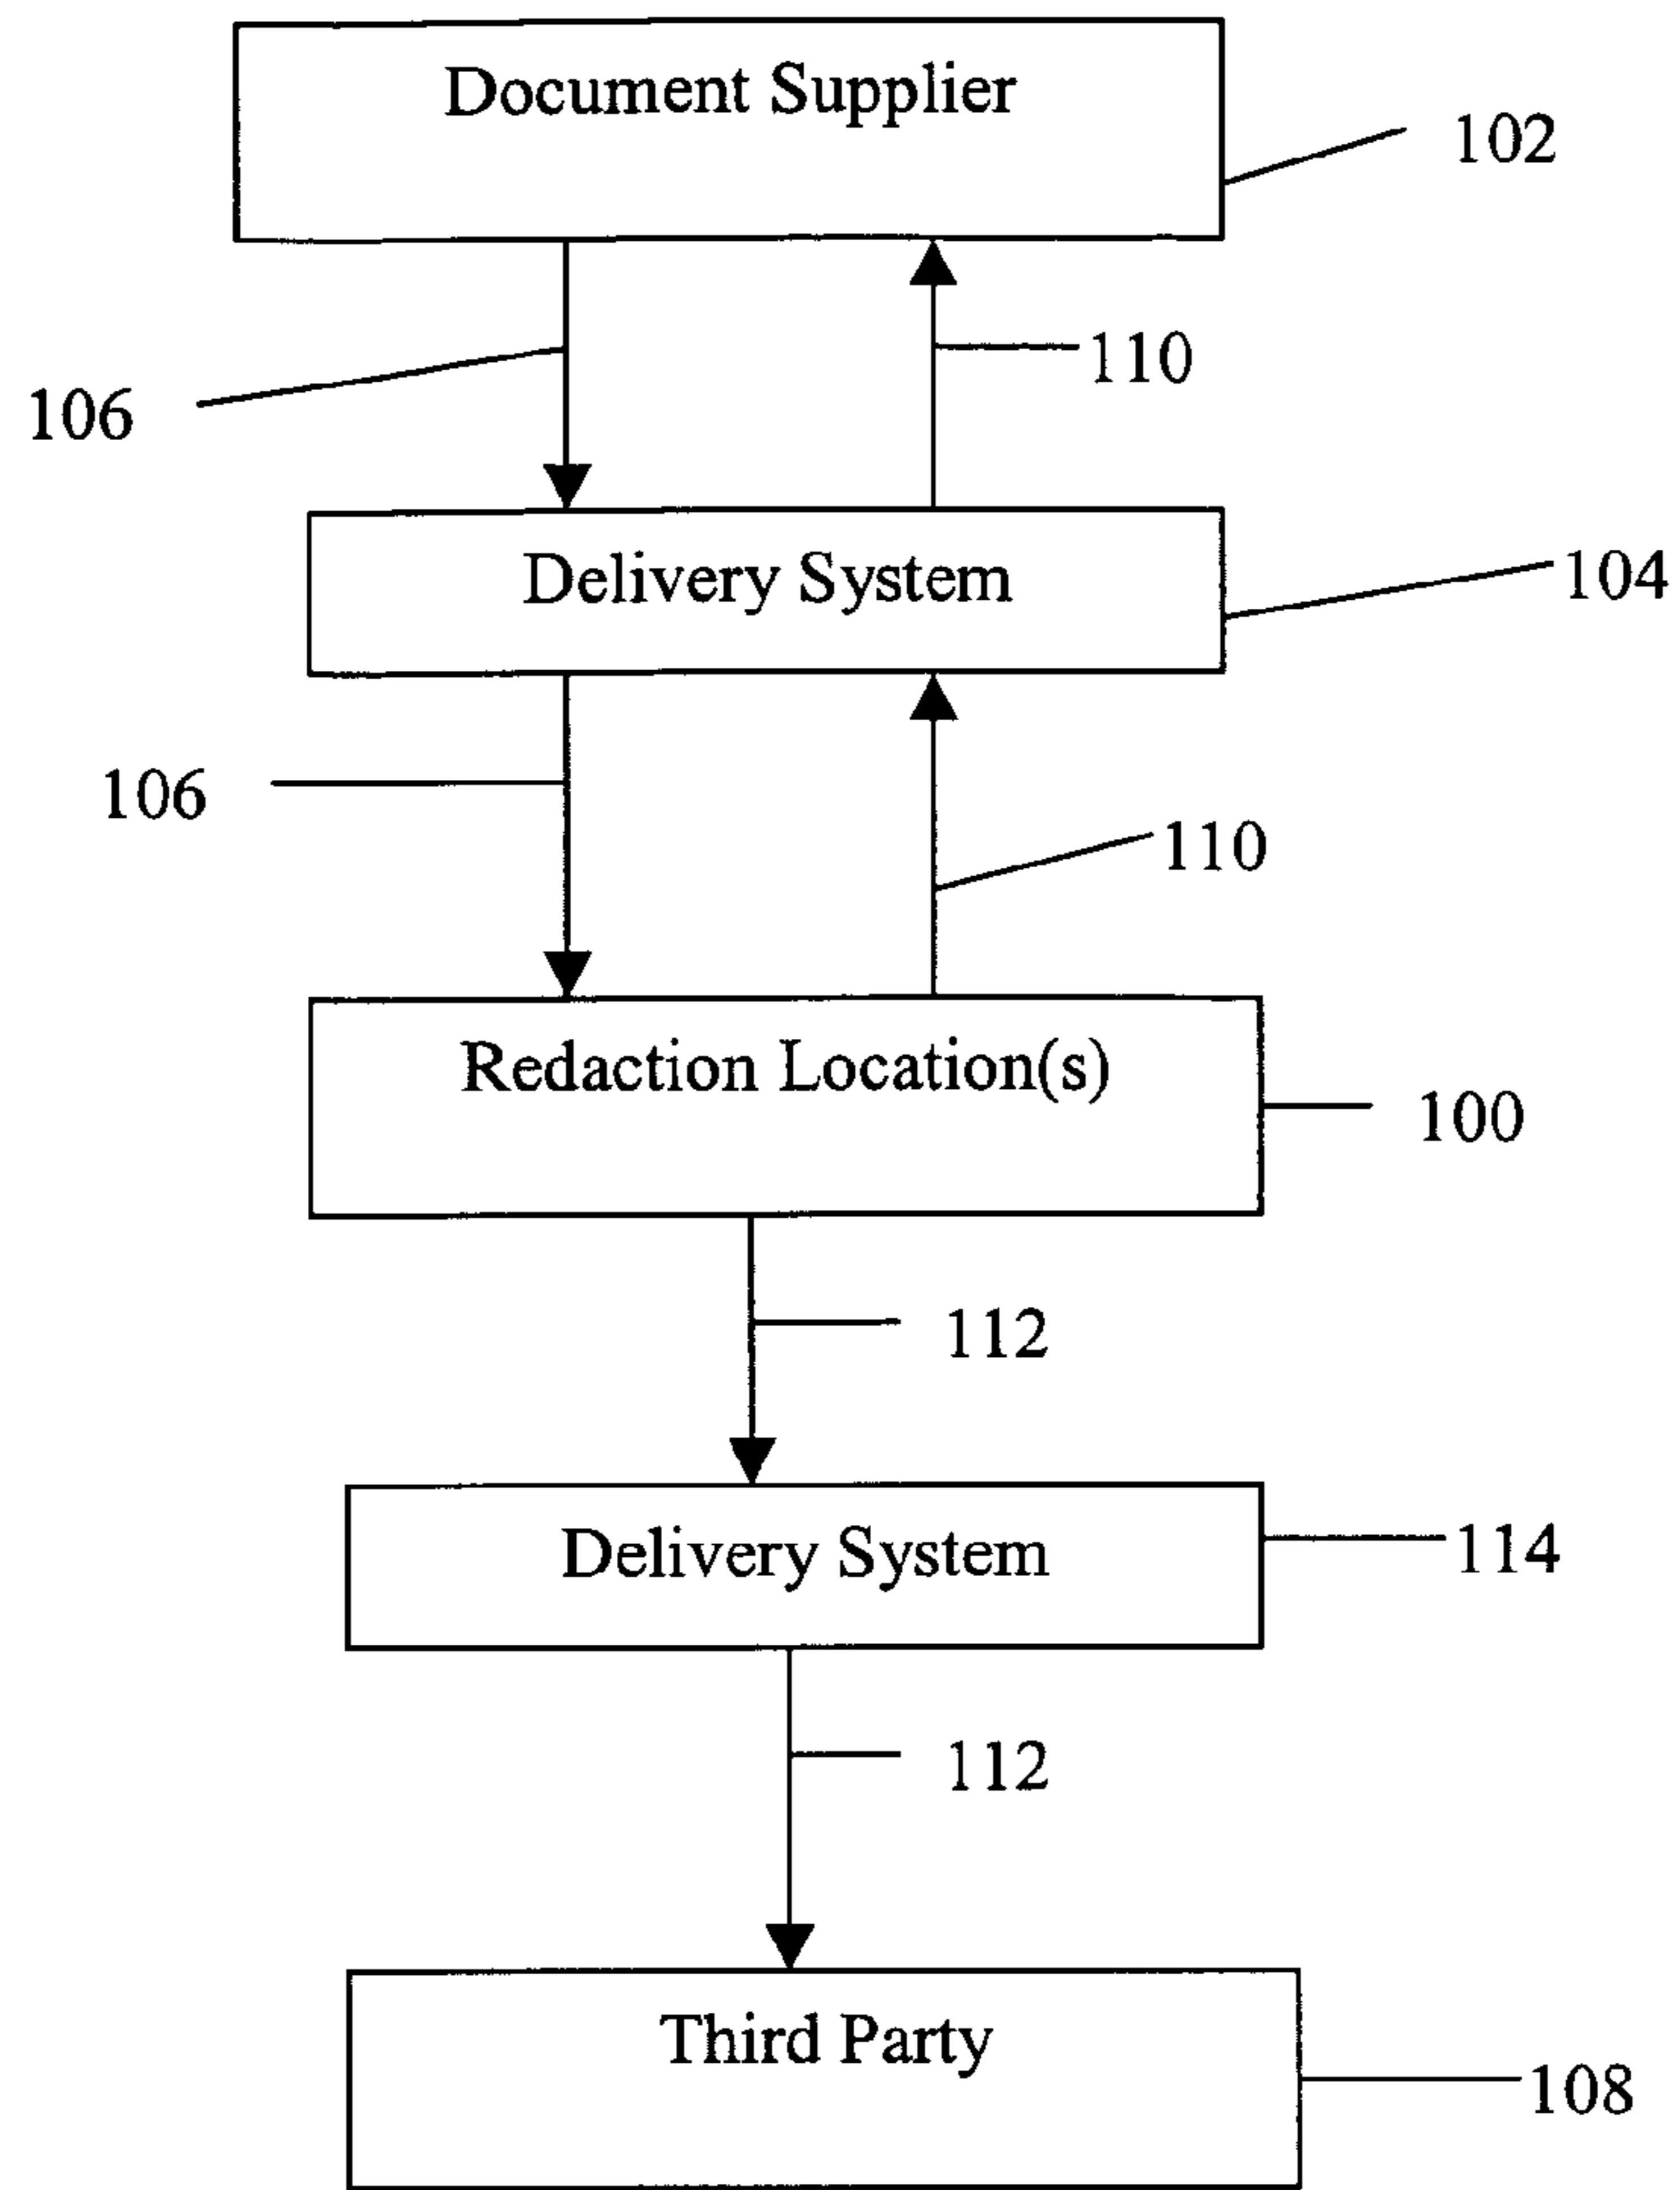 Document Supplier
102
110
106
Delivery System
104
106
110
Redaction Location(s)
100
112
Delivery System
114
112
Third Party
108